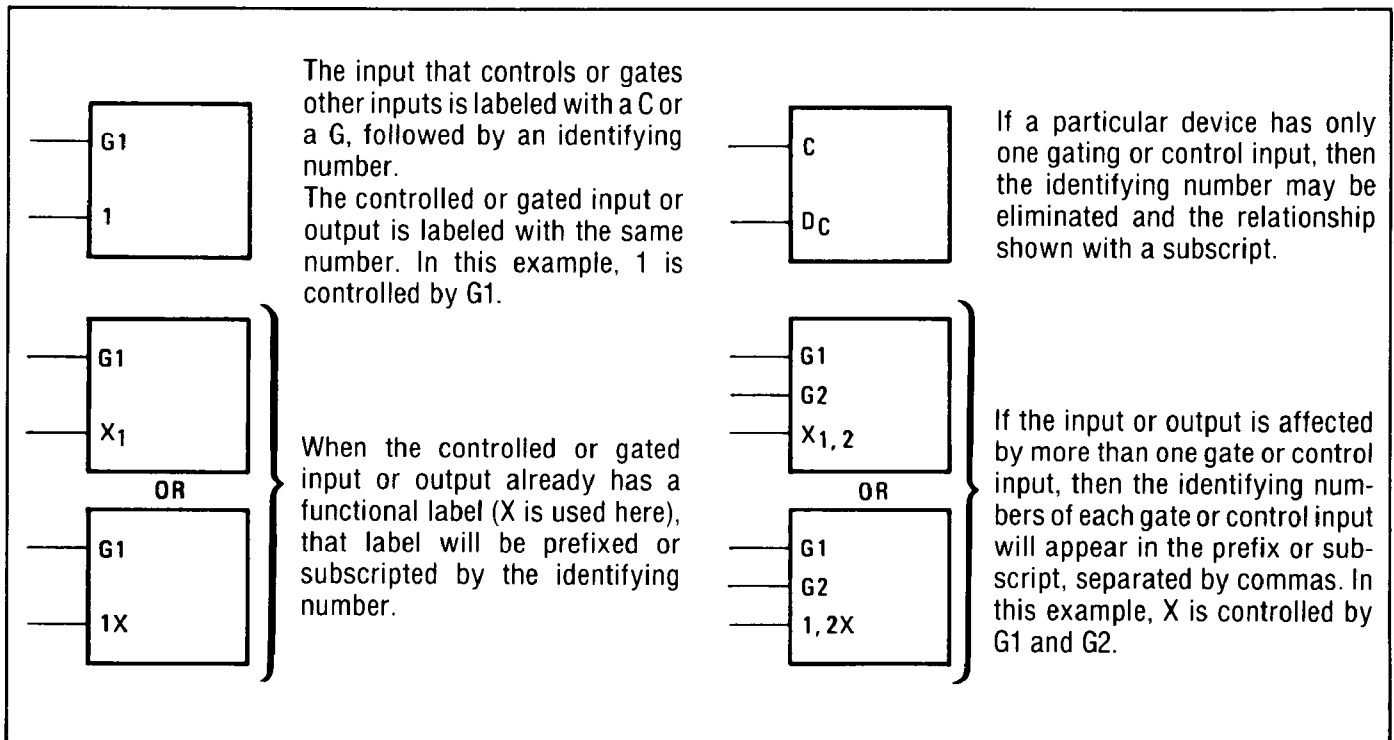 G1
1
The input that controls or gates
other inputs is labeled with a C or
a G, followed by an identifying
number.
The controlled or gated input or
output is labeled with the same
number. In this example, 1 is
controlled by G1.
G1
X1
OR
G1
1X
When the controlled or gated
input or output already has a
functional label (X is used here),
that label will be prefixed or
subscripted by the identifying
number.
C
DC
If a particular device has only
one gating or control input, then
the identifying number may be
eliminated and the relationship
shown with a subscript.
G1
G2
X1, 2
OR
G1
G2
1, 2X
If the input or output is affected
by more than one gate or control
input, then the identifying num-
bers of each gate or control input
will appear in the prefix or sub-
script, separated by commas. In
this example, X is controlled by
G1 and G2.